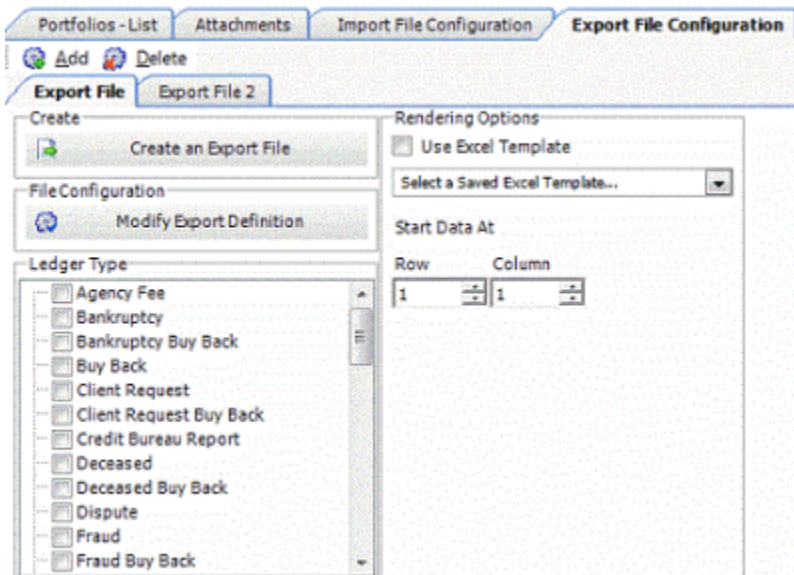 Portfolios - List Attachments Import File Configuration Export File Configuration
Add Delete
Export File Export File 2
Create
Create an Export File
File Configuration
Modify Export Definition
Ledger Type
Agency Fee
Bankruptcy
Bankruptcy Buy Back
Buy Back
Client Request
Client Request Buy Back
Credit Bureau Report
Deceased
Deceased Buy Back
Dispute
Fraud
Fraud Buy Back
Rendering Options
Use Excel Template
Select a Saved Excel Template...
Start Data At
Row Column
1 1